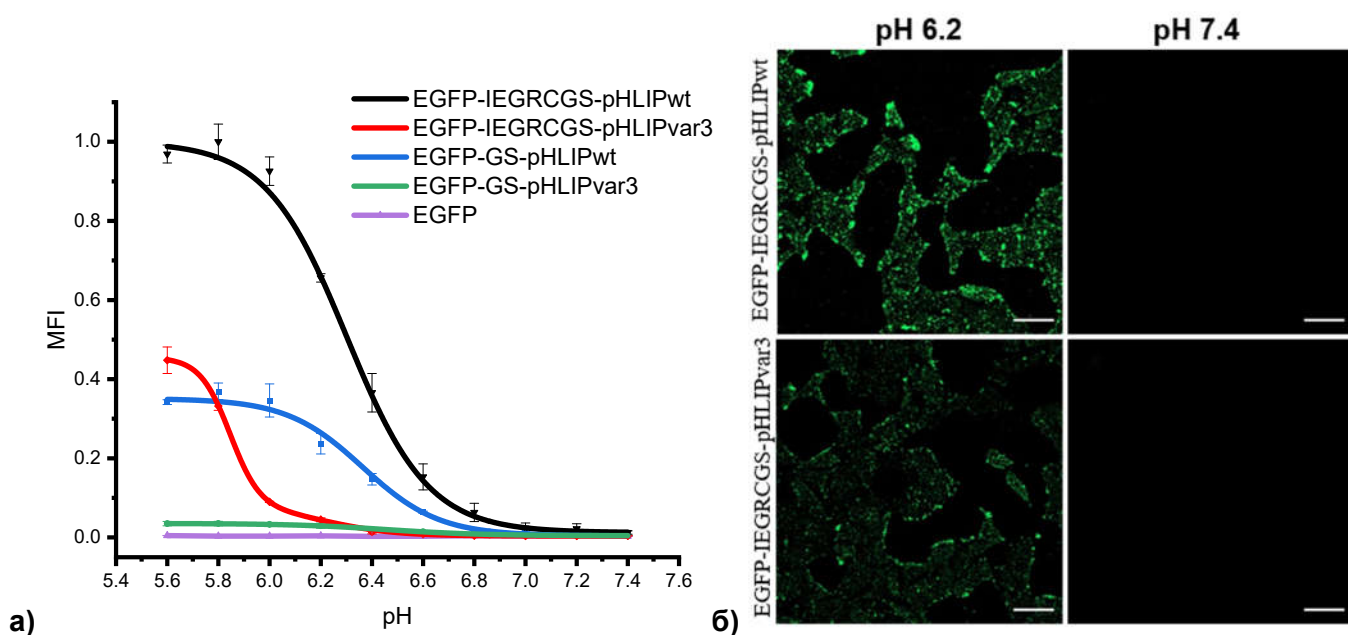 EGFP-IEGRCGS-pHLIPwt
EGFP-IEGRCGS-pHLIPvar3
EGFP-GS-pHLIPwt
EGFP-GS-pHLIPvar3
EGFP
MFI
1.0
0.8
0.6
0.4
0.2
0.0
5.4 5.6 5.8 6.0 6.2 6.4 6.6 6.8 7.0 7.2 7.4 7.6
pH
а)
pH 6.2 pH 7.4
EGFP-IEGRCGS-pHLIPwt
EGFP-IEGRCGS-pHLIPvar3
б)